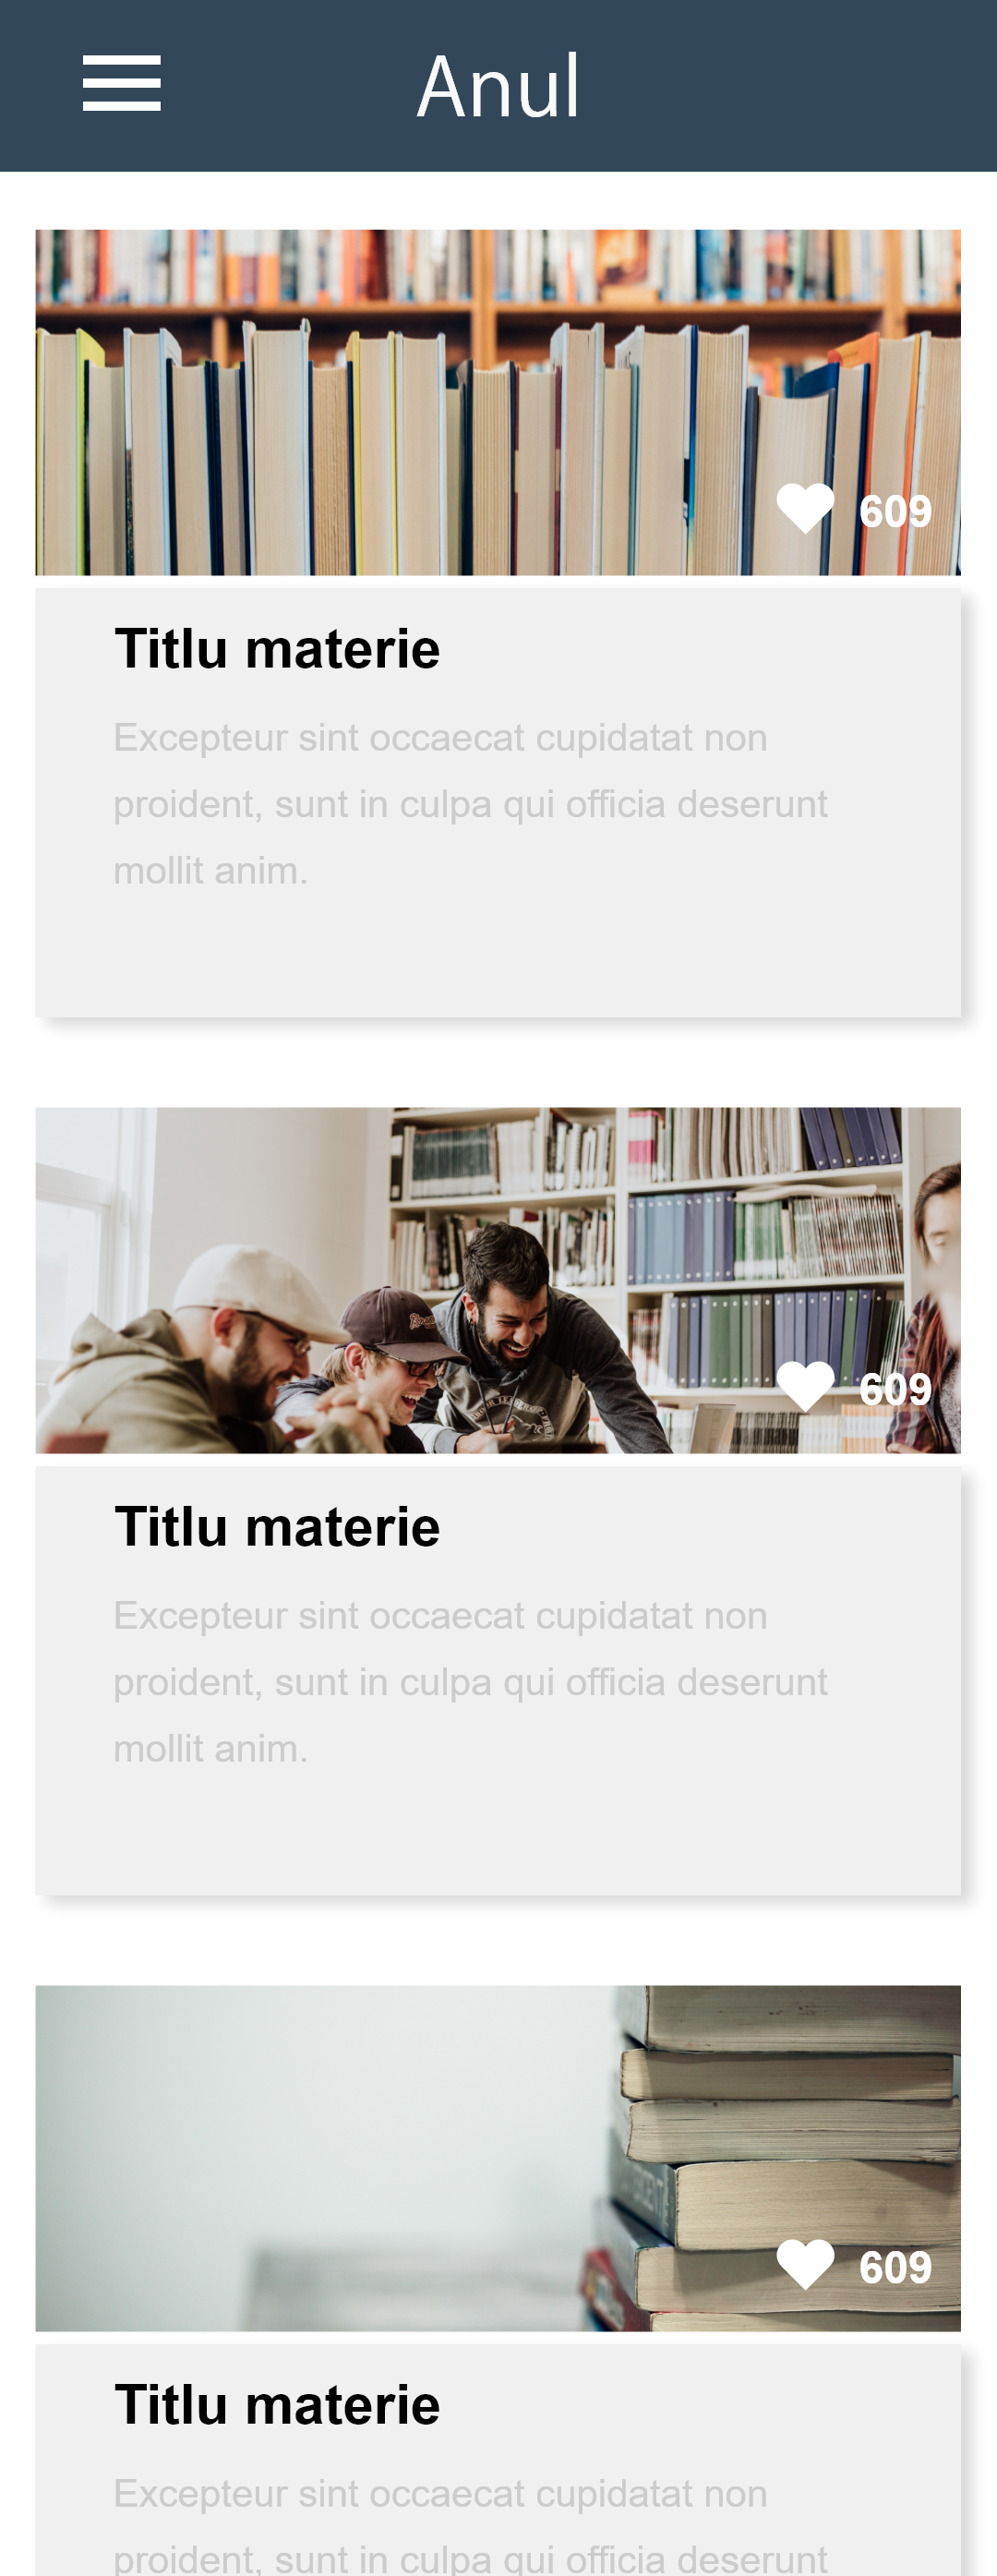 Anul
609
Titlu materie
Excepteur sint occaecat cupidatat non
proident, sunt in culpa qui officia deserunt
mollit anim.
609
Titlu materie
Excepteur sint occaecat cupidatat non
proident, sunt in culpa qui officia deserunt
mollit anim.
609
Titlu materie
Excepteur sint occaecat cupidatat non
proident, sunt in culpa qui officia deserunt